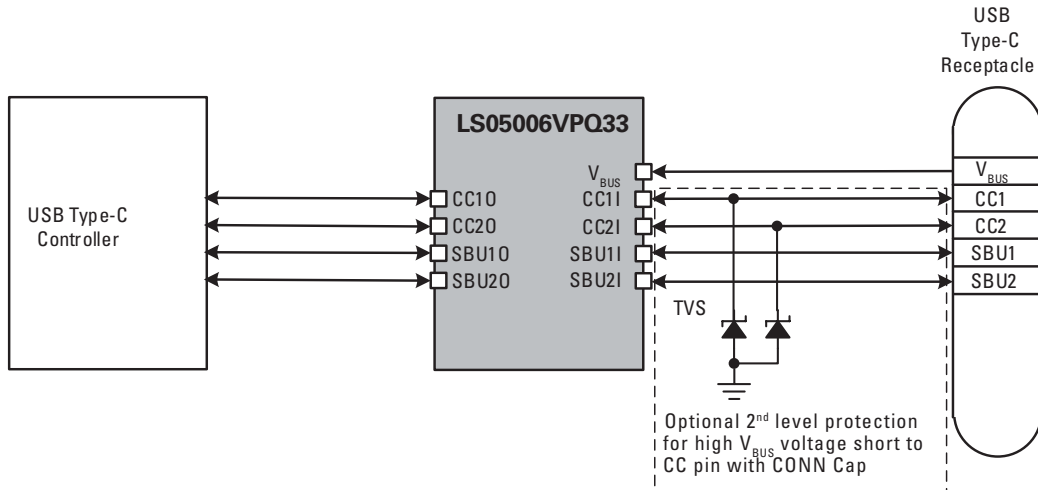 USB
Type-C
Receptacle
LS05006VPQ33
USB Type-C
Controller
VBUS
CC1O
CC2O
SBU1O
SBU2O
CC1I
CC2I
SBU1I
SBU2I
VBUS
CC1
CC2
SBU1
SBU2
TVS
Optional 2nd level protection
for high VBUS voltage short to
CC pin with CONN Cap